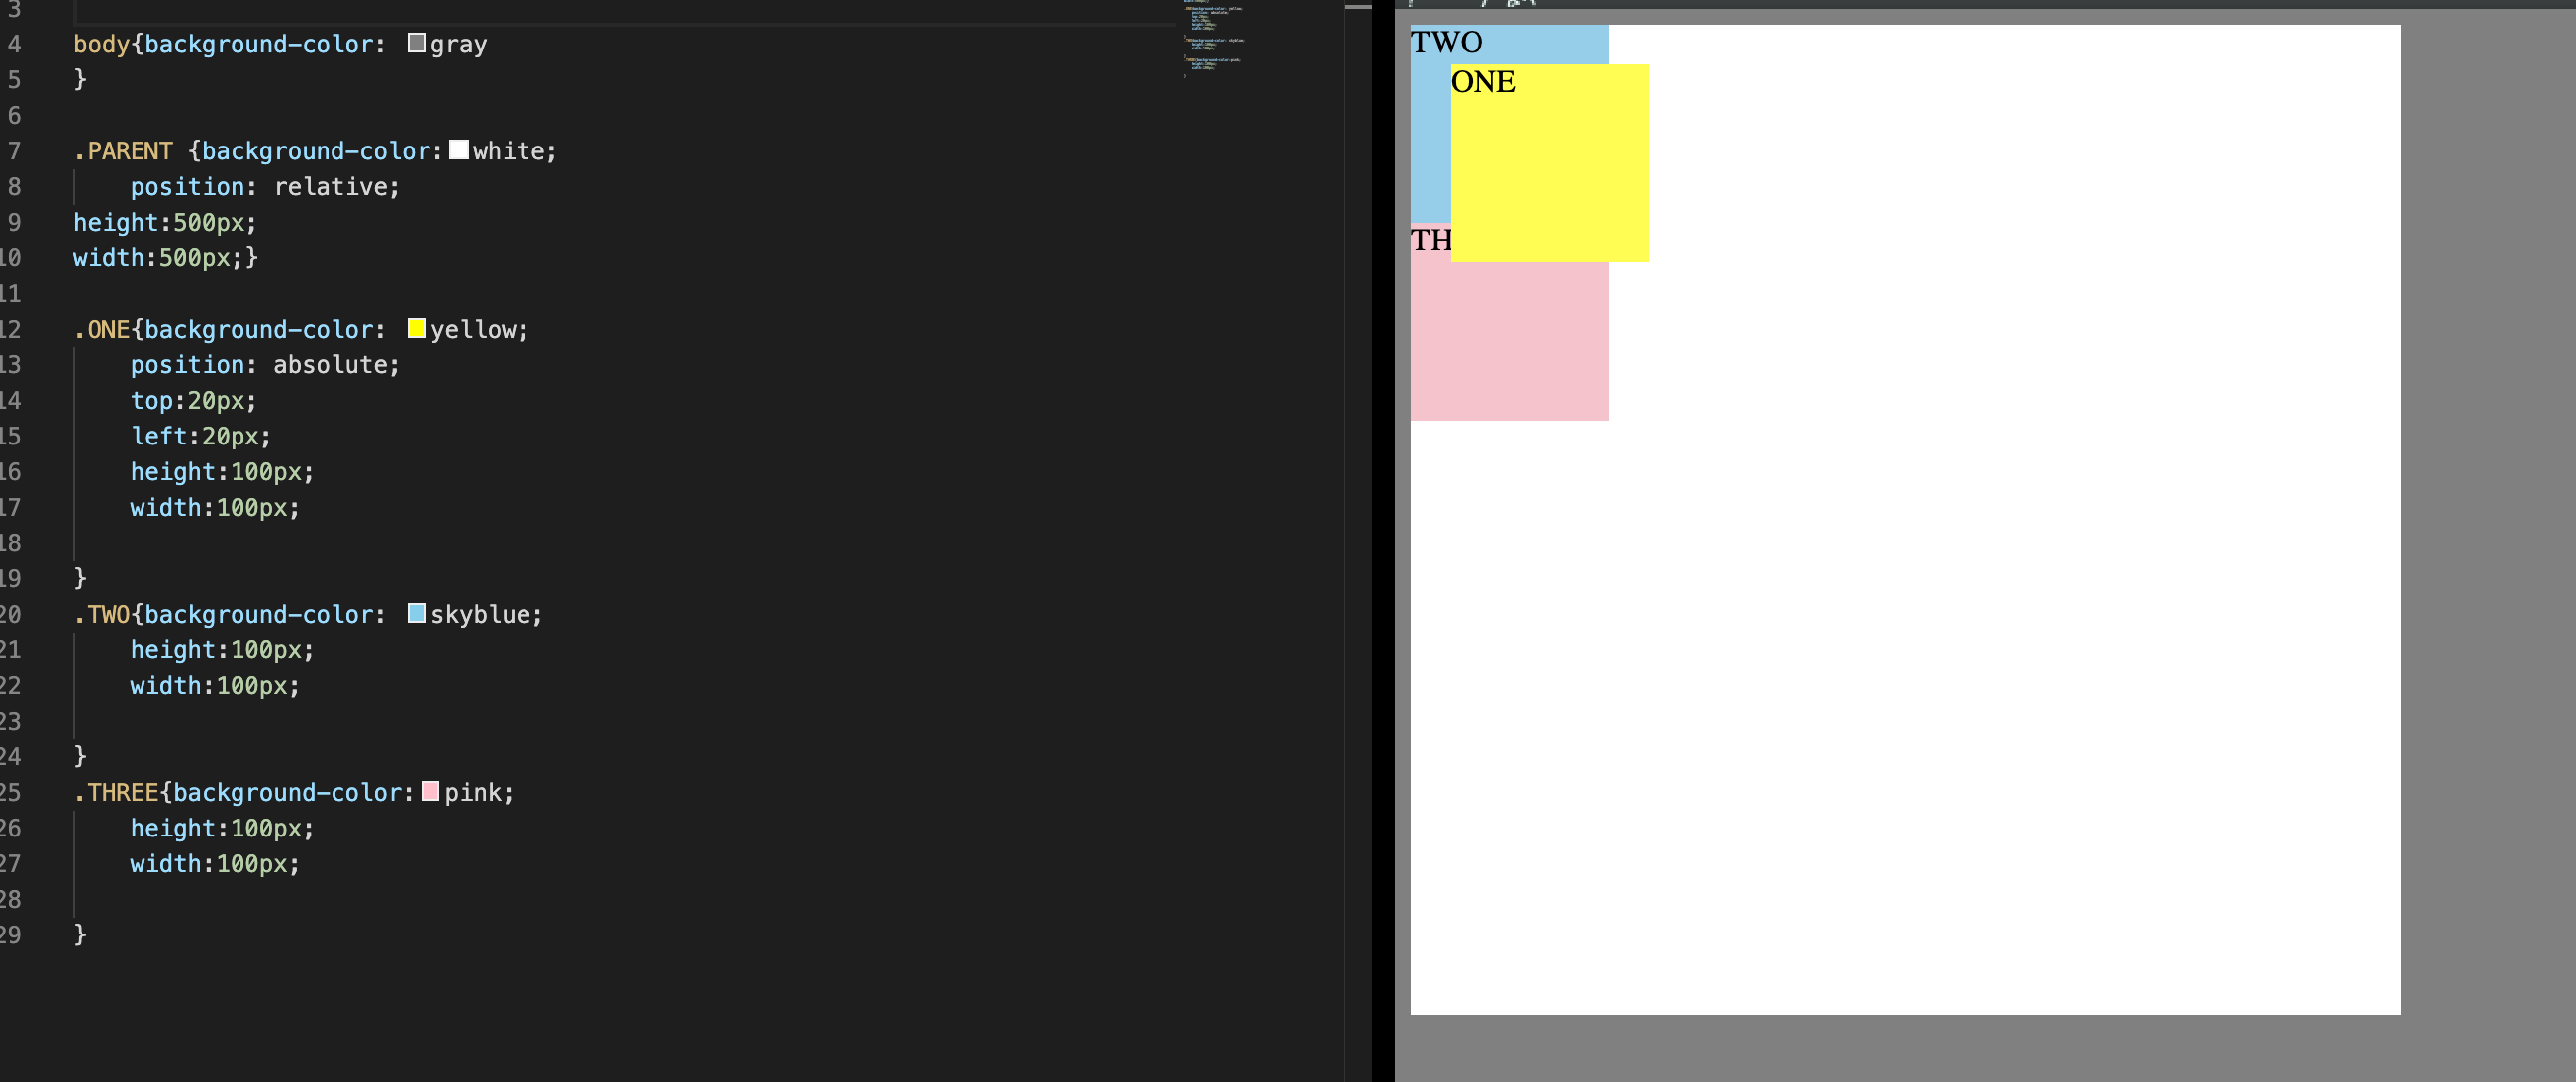 3
4 body{background-color: gray
5 }
6
7 .PARENT {background-color:white;
8 position: relative;
9 height:500px;
10 width:500px;}
11
12 .ONE{background-color: yellow;
13 position: absolute;
14 top:20px;
15 left:20px;
16 height:100px;
17 width:100px;
18
19 }
20 .TWO{background-color: skyblue;
21 height:100px;
22 width:100px;
23
24 }
25 .THREE{background-color:pink;
26 height:100px;
27 width:100px;
28
29 }
TWO
ONE
TH